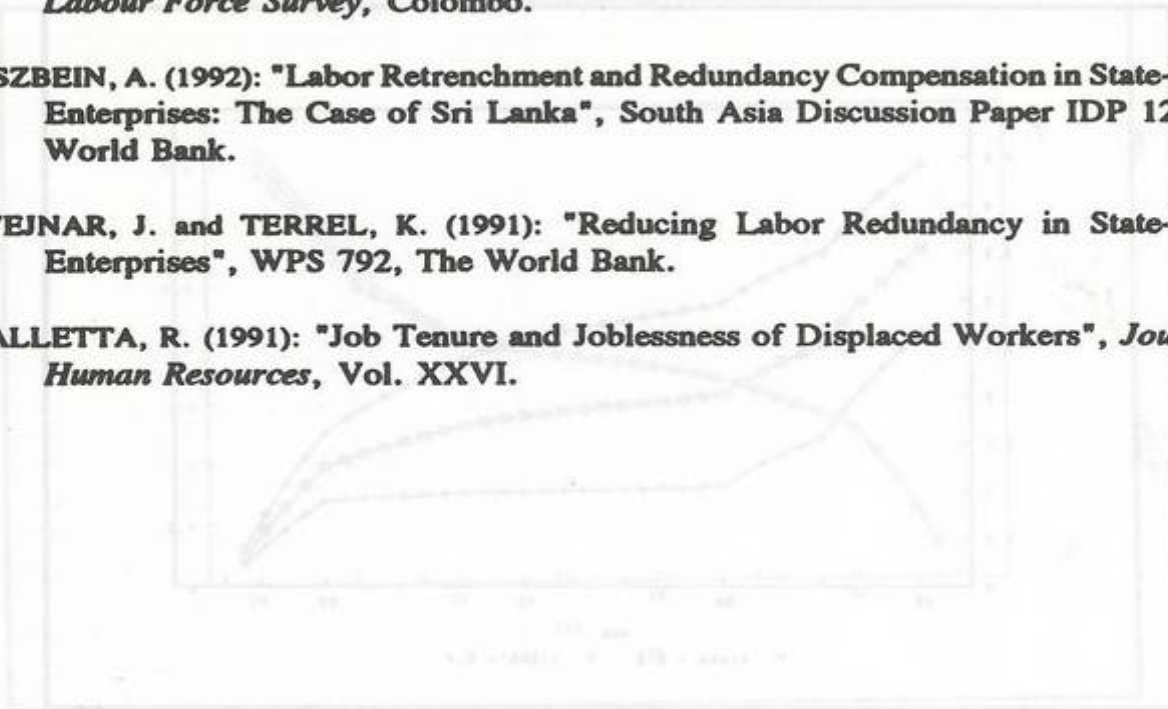 Labour Force Survey, Colombo.
SZBEIN, A. (1992): "Labor Retrenchment and Redundancy Compensation in State-
Enterprises: The Case of Sri Lanka", South Asia Discussion Paper IDP 12
World Bank.
EJNAR, J. and TERREL, K. (1991): "Reducing Labor Redundancy in State-
Enterprises", WPS 792, The World Bank.
ALLETTA, R. (1991): "Job Tenure and Joblessness of Displaced Workers", Jou
Human Resources, Vol. XXVI.